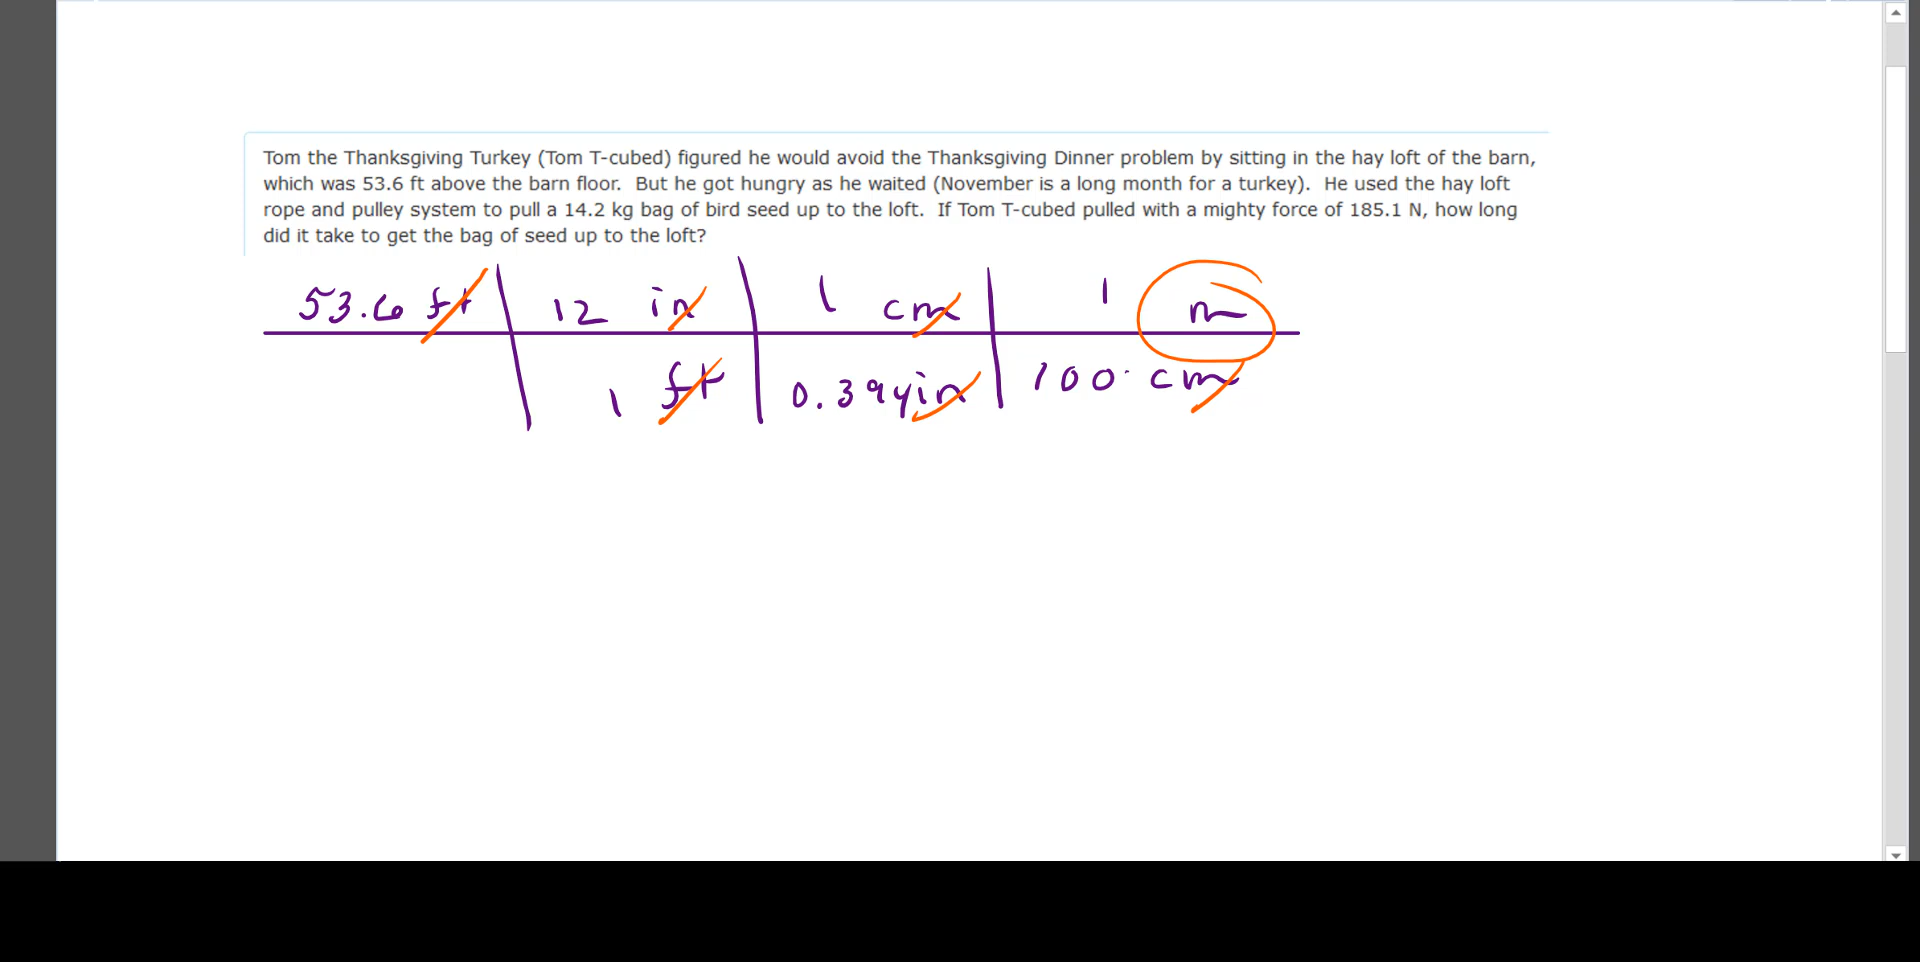 Tom the Thanksgiving Turkey (Tom T-cubed) figured he would avoid the Thanksgiving Dinner problem by sitting in the hay loft of the barn,
which was 53.6 ft above the barn floor. But he got hungry as he waited (November is a long month for a turkey). He used the hay loft
rope and pulley system to pull a 14.2 kg bag of bird seed up to the loft. If Tom T-cubed pulled with a mighty force of 185.1 N, how long
did it take to get the bag of seed up to the loft?
53.6 ft 12 in 1 cm 1 m
1 ft 0.394in 100 cm